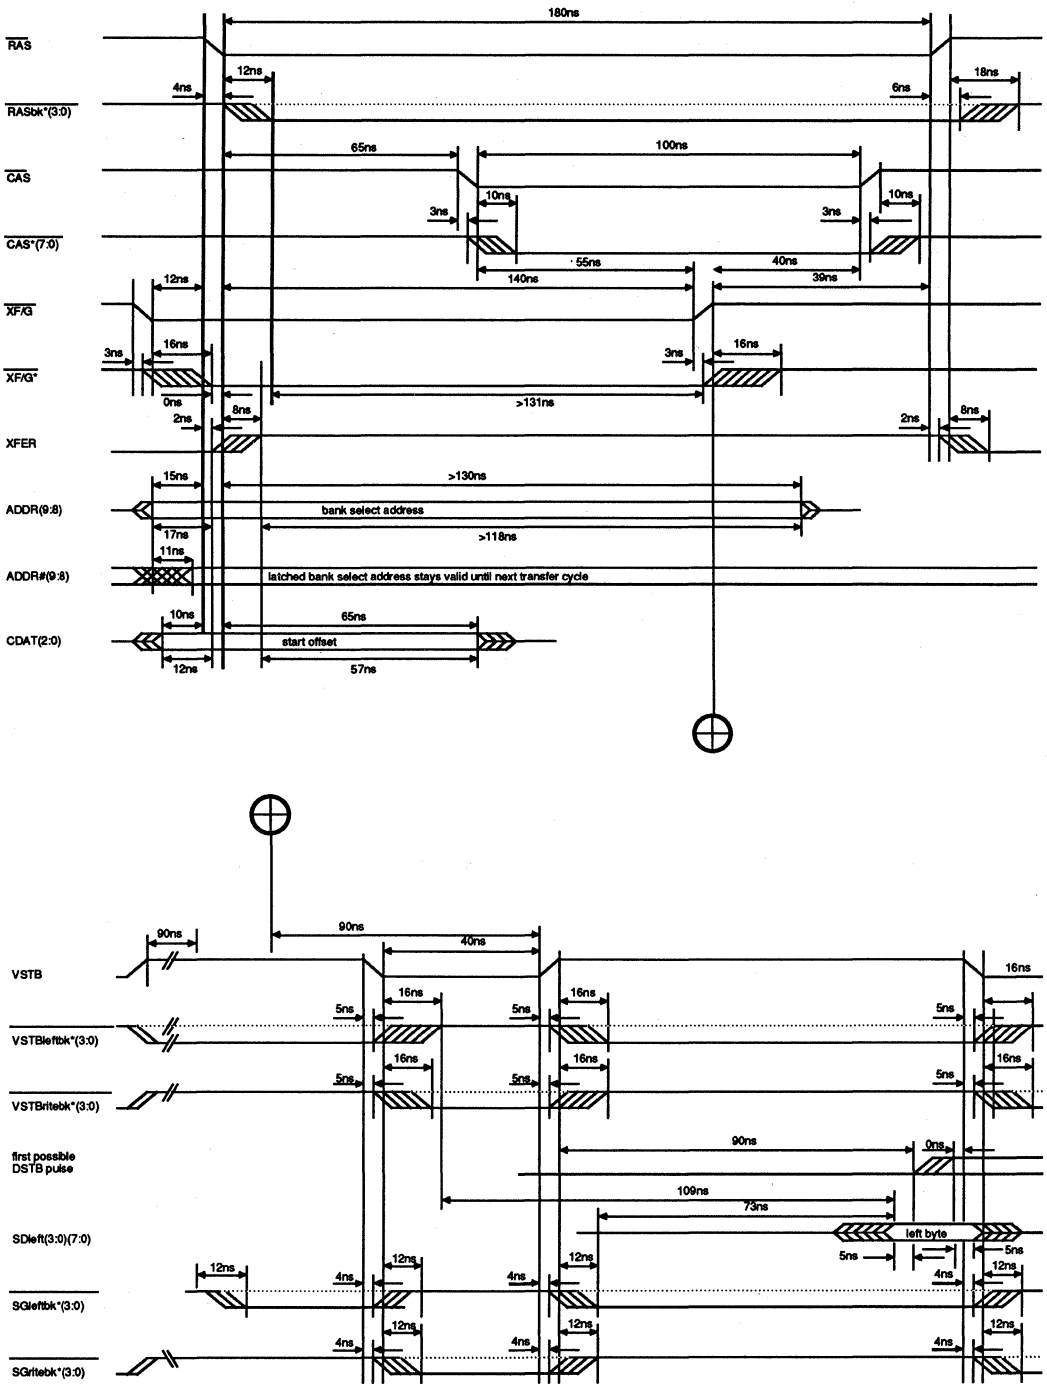 180ns
RAS
12ns
18ns
4ns
6ns
RASbk*(3:0)
65ns
100ns
CAS
10ns
10ns
3ns
3ns
CAS*(7:0)
55ns
40ns
12ns
140ns
39ns
XF/G
16ns
16ns
3ns
3ns
XF/G*
0ns
8ns
>131ns
2ns
2ns
8ns
XFER
15ns
>130ns
ADDR(9:8)
bank select address
17ns
>118ns
11ns
ADDR#(9:8)
latched bank select address stays valid until next transfer cycle
10ns
65ns
CDAT(2:0)
start offset
12ns
57ns
90ns
90ns
40ns
VSTB
16ns
16ns
16ns
5ns
5ns
5ns
VSTBleftbk*(3:0)
16ns
16ns
16ns
5ns
5ns
5ns
VSTBritebk*(3:0)
first possible
DSTB pulse
90ns
0ns
109ns
73ns
SDleft(3:0)(7:0)
left byte
5ns
5ns
12ns
12ns
12ns
12ns
4ns
4ns
4ns
SGleftbk*(3:0)
12ns
12ns
12ns
4ns
4ns
4ns
SGritebk*(3:0)